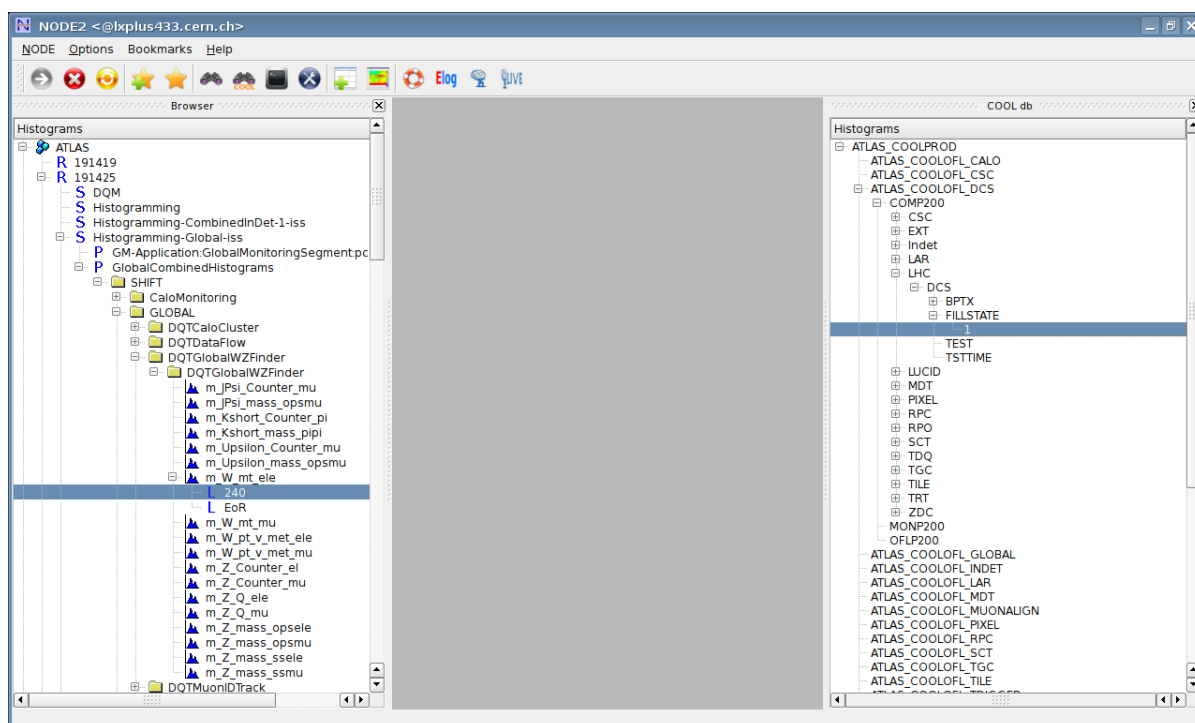 NODE2 <@lxplus433.cern.ch>
NODE Options Bookmarks Help
COOL
Elog
LIVE
Browser
Histograms
ATLAS
R 191419
R 191425
S DQM
S Histogramming
S Histogramming-CombinedInDet-1-iss
S Histogramming-Global-iss
P GM-Application:GlobalMonitoringSegment:pc
P GlobalCombinedHistograms
SHIFT
CaloMonitoring
GLOBAL
DQTCaloCluster
DQTDataFlow
DQTGlobalWZFinder
DQTGlobalWZFinder
m_JPsi_Counter_mu
m_JPsi_mass_opsmu
m_Kshort_Counter_pi
m_Kshort_mass_pipi
m_Upsilon_Counter_mu
m_Upsilon_mass_opsmu
m_W_mt_ele
L 240
L EoR
m_W_mt_mu
m_W_pt_v_met_ele
m_W_pt_v_met_mu
m_Z_Counter_el
m_Z_Counter_mu
m_Z_Q_ele
m_Z_Q_mu
m_Z_mass_opsele
m_Z_mass_opsmu
m_Z_mass_ssele
m_Z_mass_ssmu
DQTMuonIDTrack
COOL db
Histograms
ATLAS_COOLPROD
ATLAS_COOLOFL_CALO
ATLAS_COOLOFL_CSC
ATLAS_COOLOFL_DCS
COMP200
CSC
EXT
Indet
LAR
LHC
DCS
BPTX
FILLSTATE
1
TEST
TSTTIME
LUCID
MDT
PIXEL
RPC
RPO
SCT
TDQ
TGC
TILE
TRT
ZDC
MONP200
OFLP200
ATLAS_COOLOFL_GLOBAL
ATLAS_COOLOFL_INDET
ATLAS_COOLOFL_LAR
ATLAS_COOLOFL_MDT
ATLAS_COOLOFL_MUONALIGN
ATLAS_COOLOFL_PIXEL
ATLAS_COOLOFL_RPC
ATLAS_COOLOFL_SCT
ATLAS_COOLOFL_TGC
ATLAS_COOLOFL_TILE
ATLAS_COOLOFL_TRIGGER